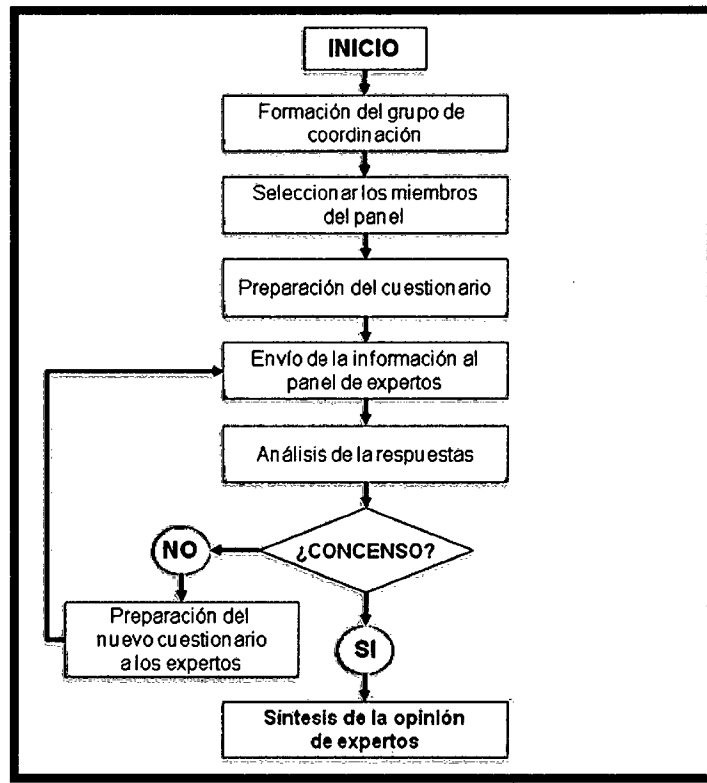 INICIO
Formación del grupo de
coordinación
Seleccionar los miembros
del panel
Preparación del cuestionario
Envío de la información al
panel de expertos
Análisis de la respuestas
¿CONCENSO?
NO
Preparación del
nuevo cuestionario
a los expertos
SI
Síntesis de la opinión
de expertos